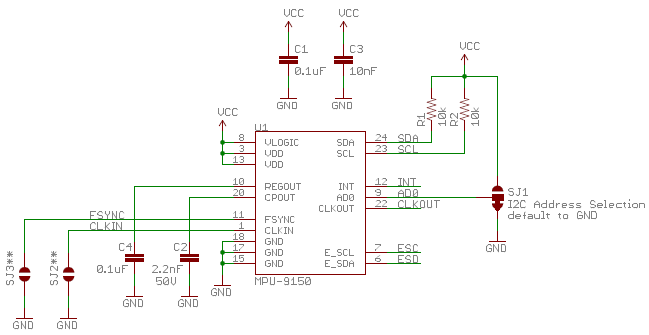 VCC
VCC
C1
0.1uF
GND
C3
10nF
GND
VCC
R1
10k
R2
10k
VCC
U1
8 VLOGIC
3 VDD
13 VDD
10 REGOUT
20 CPOUT
FSYNC 11 FSYNC
CLKIN 1 CLKIN
18 GND
17 GND
15 GND
SDA 24 SDA
SCL 23 SCL
INT 12 INT
AD0 9 AD0
CLKOUT 22 CLKOUT
E_SCL 7 ESC
E_SDA 6 ESD
MPU-9150
SJ1
I2C Address Selection
default to GND
GND
SJ3**
GND
SJ2**
GND
C4
0.1uF
GND
C2
2.2nF
50V
GND
GND